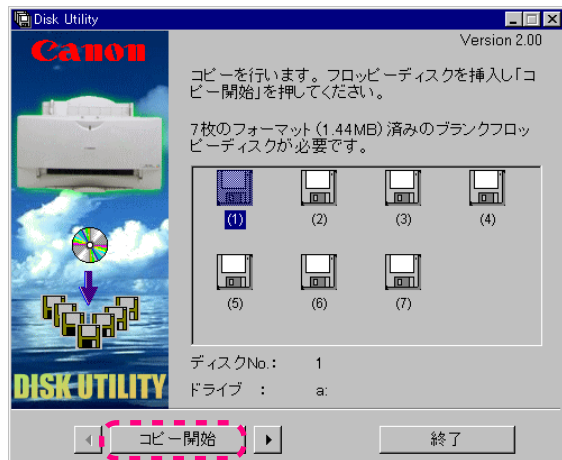 Disk Utility
Canon
Version 2.00
コピーを行います。フロッピーディスクを挿入し「コ
ピー開始」を押してください。
7枚のフォーマット(1.44MB)済みのブランクフロッ
ピーディスクが必要です。
(1) (2) (3) (4)
(5) (6) (7)
ディスクNo.: 1
ドライブ : a:
DISK UTILITY
コピー開始 終了